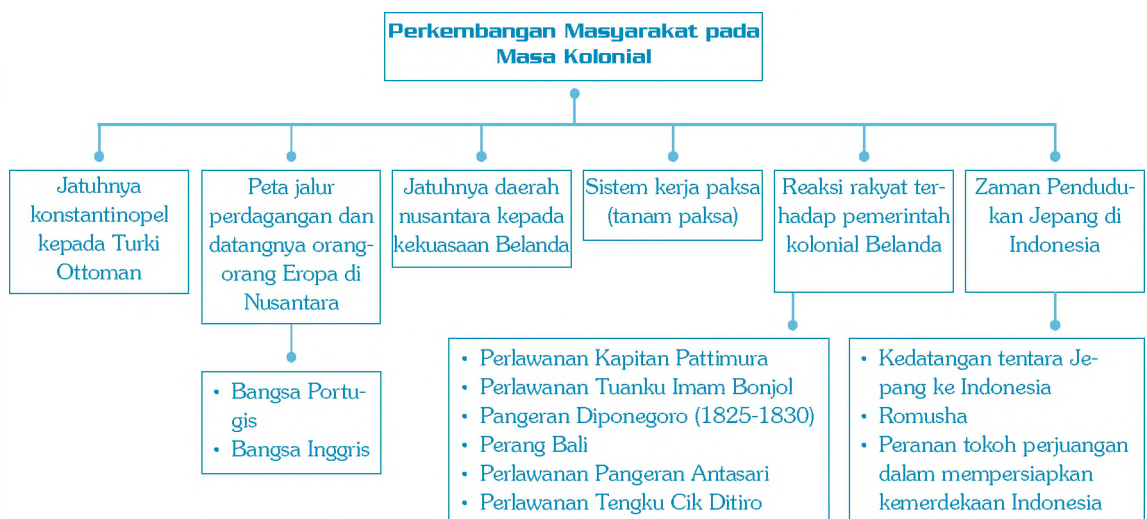 Perkembangan Masyarakat pada
Masa Kolonial
Jatuhnya
konstantinopel
kepada Turki
Ottoman
Peta jalur
perdagangan dan
datangnya orang-
orang Eropa di
Nusantara
Jatuhnya daerah
nusantara kepada
kekuasaan Belanda
Sistem kerja paksa
(tanam paksa)
Reaksi rakyat ter-
hadap pemerintah
kolonial Belanda
Zaman Pendudu-
kan Jepang di
Indonesia
• Bangsa Portu-
gis
• Bangsa Inggris
• Perlawanan Kapitan Pattimura
• Perlawanan Tuanku Imam Bonjol
• Pangeran Diponegoro (1825-1830)
• Perang Bali
• Perlawanan Pangeran Antasari
• Perlawanan Tengku Cik Ditiro
• Kedatangan tentara Je-
pang ke Indonesia
• Romusha
• Peranan tokoh perjuangan
dalam mempersiapkan
kemerdekaan Indonesia